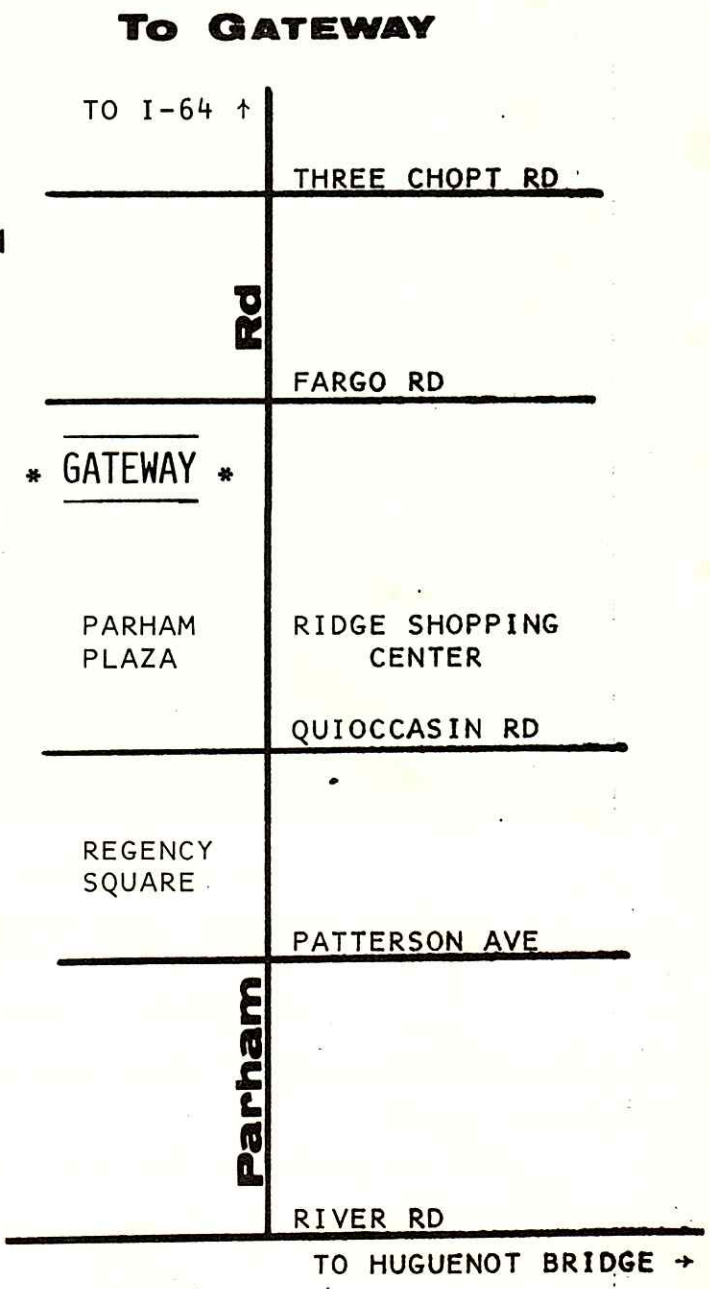 TO GATEWAY
TO I-64 ↑
THREE CHOPT RD
Rd
FARGO RD
* GATEWAY *
PARHAM
PLAZA
RIDGE SHOPPING
CENTER
QUIOCCASIN RD
REGENCY
SQUARE
PATTERSON AVE
Parham
RIVER RD
TO HUGUENOT BRIDGE →